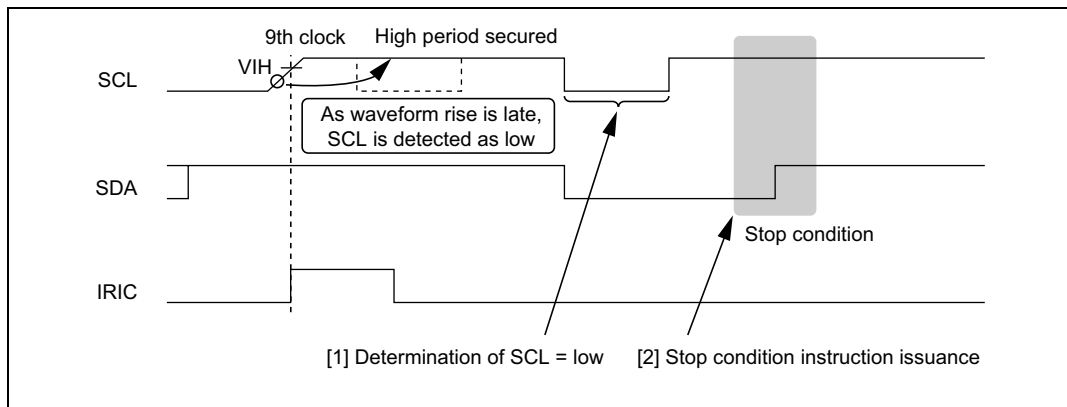 9th clock
High period secured
VIH
SCL
As waveform rise is late,
SCL is detected as low
SDA
Stop condition
IRIC
[1] Determination of SCL = low
[2] Stop condition instruction issuance